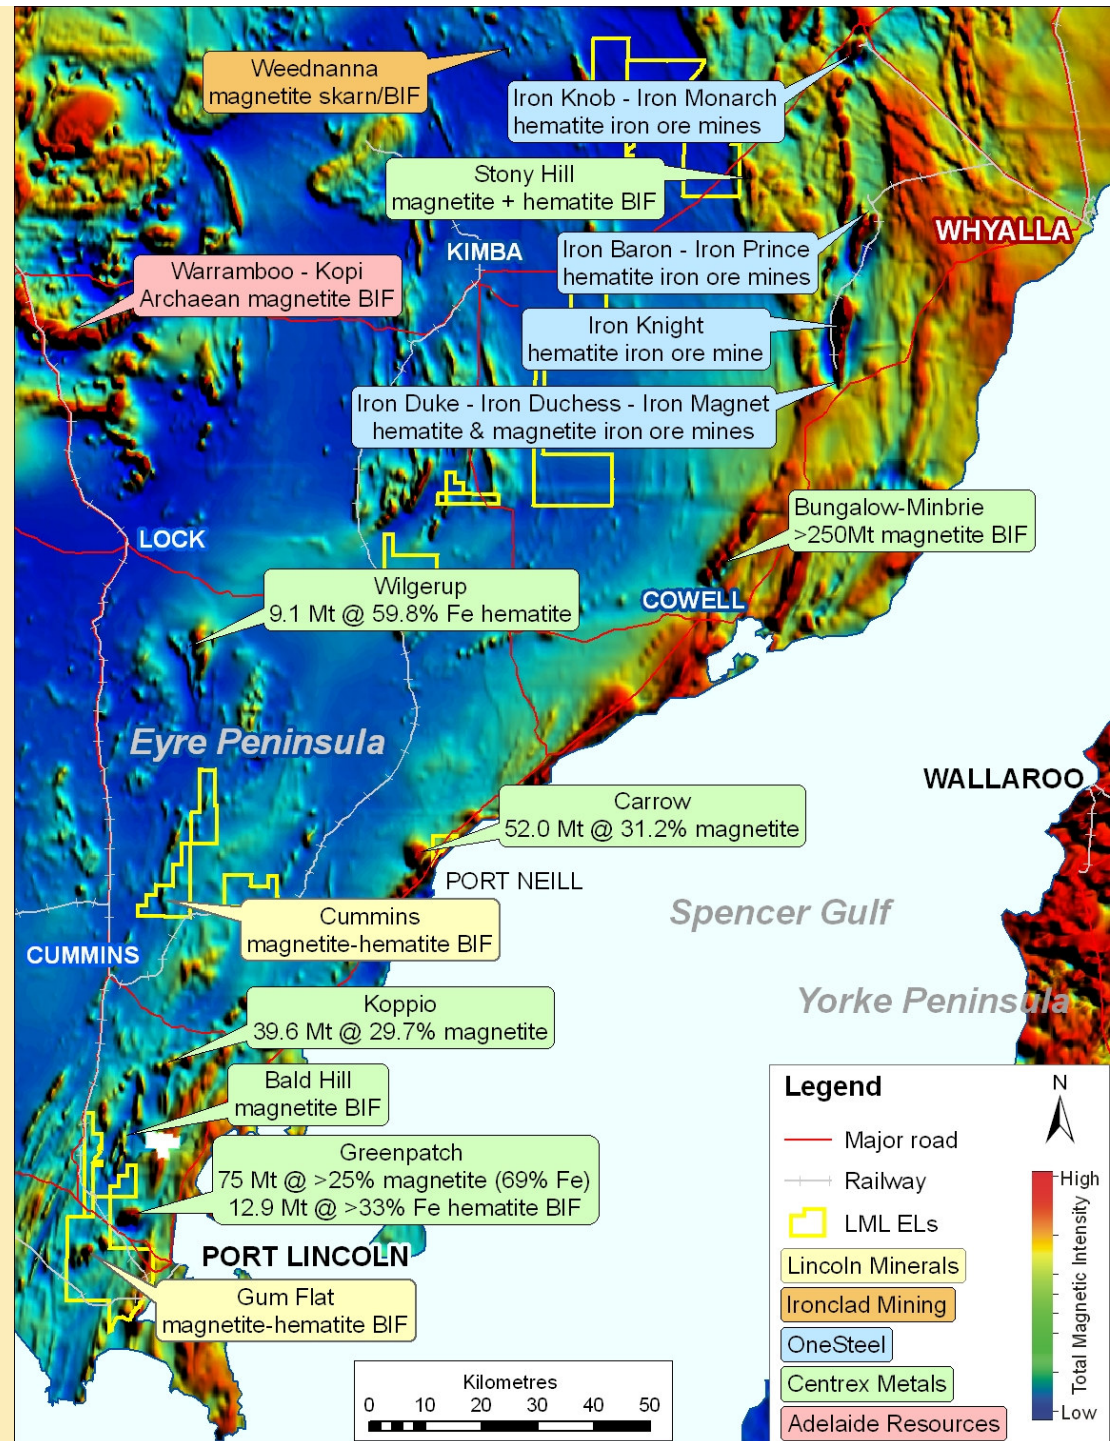 Weednanna
magnetite skarn/BIF
Iron Knob - Iron Monarch
hematite iron ore mines
Stony Hill
magnetite + hematite BIF
WHYALLA
KIMBA
Iron Baron - Iron Prince
hematite iron ore mines
Warramboo - Kopi
Archaean magnetite BIF
Iron Knight
hematite iron ore mine
Iron Duke - Iron Duchess - Iron Magnet
hematite & magnetite iron ore mines
Bungalow-Minbrie
>250Mt magnetite BIF
LOCK
Wilgerup
9.1 Mt @ 59.8% Fe hematite
COWELL
Eyre Peninsula
WALLAROO
Carrow
52.0 Mt @ 31.2% magnetite
PORT NEILL
Spencer Gulf
Cummins
magnetite-hematite BIF
CUMMINS
Yorke Peninsula
Koppio
39.6 Mt @ 29.7% magnetite
Bald Hill
magnetite BIF
Greenpatch
75 Mt @ >25% magnetite (69% Fe)
12.9 Mt @ >33% Fe hematite BIF
PORT LINCOLN
Gum Flat
magnetite-hematite BIF
Kilometres
0 10 20 30 40 50
Legend
N
Major road
Railway
LML ELs
Lincoln Minerals
Ironclad Mining
OneSteel
Centrex Metals
Adelaide Resources
High
Total Magnetic Intensity
Low